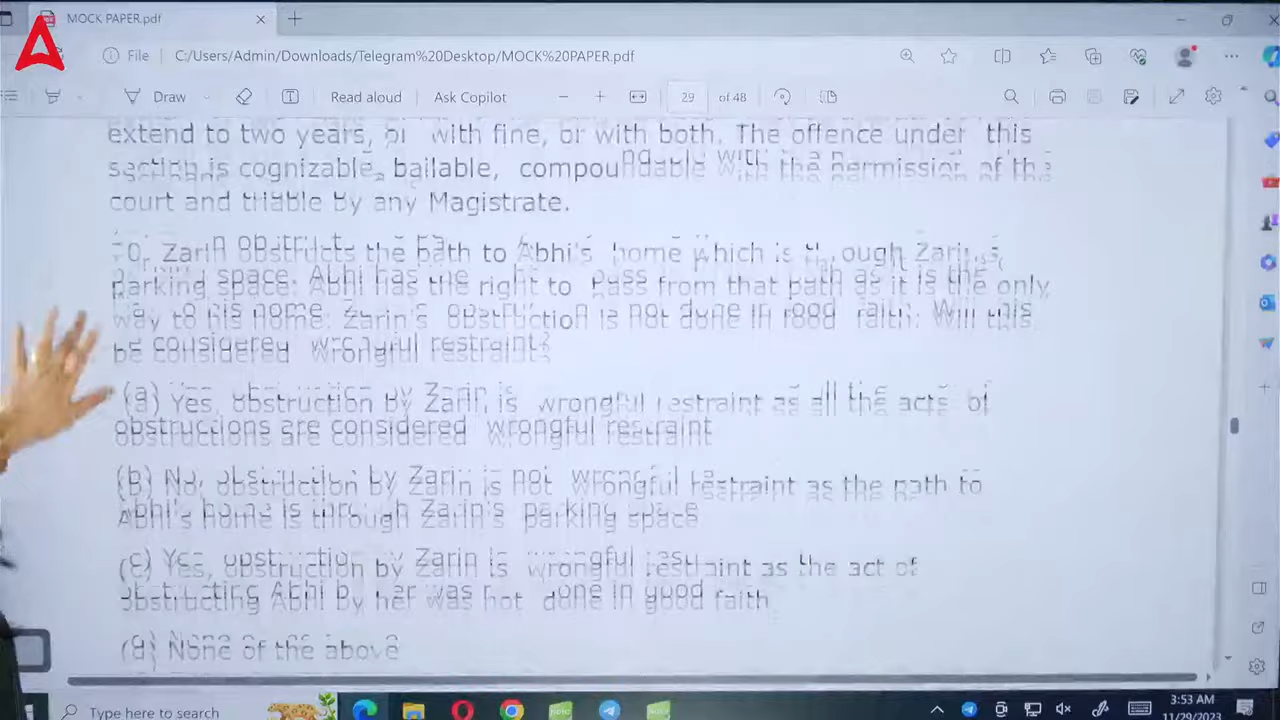 MOCK PAPER.pdf
File C:/Users/Admin/Downloads/Telegram%20Desktop/MOCK%20PAPER.pdf
Draw Read aloud Ask Copilot 29 of 48
extend to two years, or with fine, or with both. The offence under this
section is cognizable, bailable, compoundable with the permission of the
court and triable by any Magistrate.
Zarin obstructs the path to Abhi's home which is through Zarin's
parking space. Abhi has the right to pass from that path as it is the only
way to his home. Zarin's obstruction is not done in good faith. Will this
be considered wrongful restraint?
(a) Yes, obstruction by Zarin is wrongful restraint as all the acts of
obstructions are considered wrongful restraint
(b) No, obstruction by Zarin is not wrongful restraint as the path to
Abhi's home is through Zarin's parking space
(c) Yes, obstruction by Zarin is wrongful restraint as the act of
obstructing Abhi by her was not done in good faith
(d) None of the above
Type here to search
3:53 AM
11/29/2023